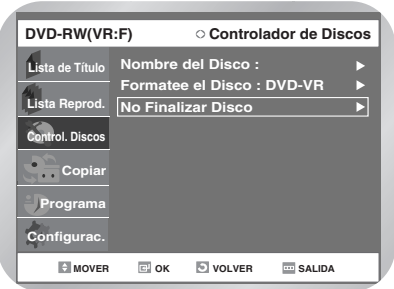 DVD-RW(VR:F) Controlador de Discos
Lista de Título
Nombre del Disco :
Formatee el Disco : DVD-VR
Lista Reprod.
No Finalizar Disco
Control. Discos
Copiar
Programa
Configurac.
MOVER OK VOLVER SALIDA